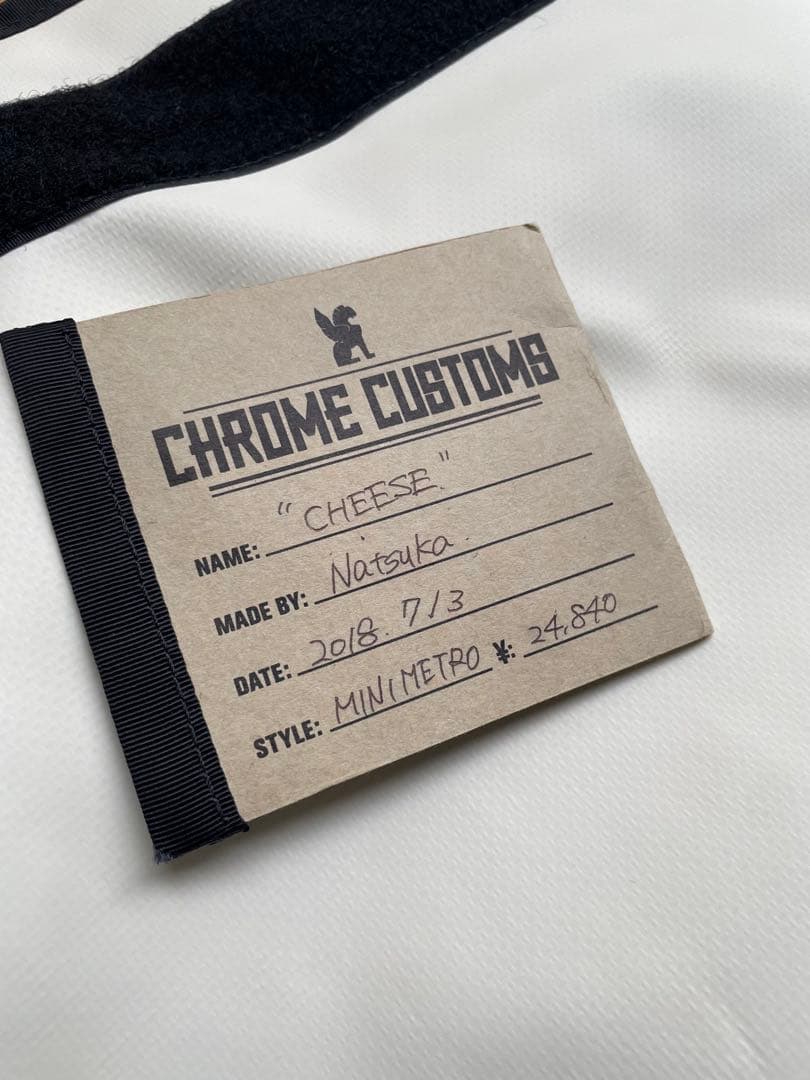 CHROME CUSTOMS
NAME: "CHEESE"
MADE BY: Natsuka.
DATE: 2018. 7/3
STYLE: MINI METRO ¥: 24,840